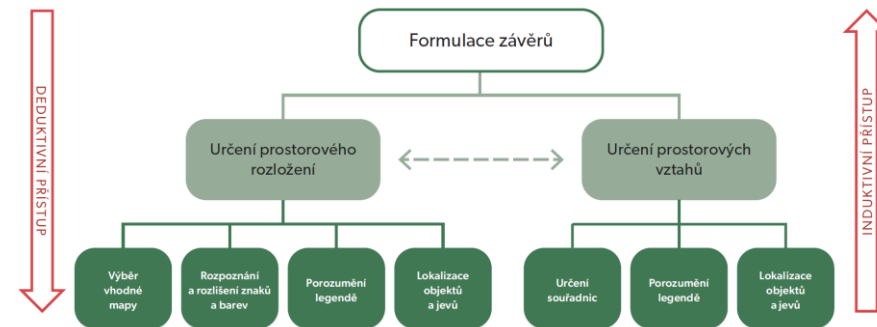 Formulace závěrů
DEDUKTIVNÍ PŘÍSTUP
INDUKTIVNÍ PŘÍSTUP
Určení prostorového
rozložení
Určení prostorových
vztahů
Výběr
vhodné
mapy
Rozpoznání
a rozlišení znaků
a barev
Porozumění
legendě
Lokalizace
objektů
a jevů
Určení
souřadnic
Porozumění
legendě
Lokalizace
objektů
a jevů